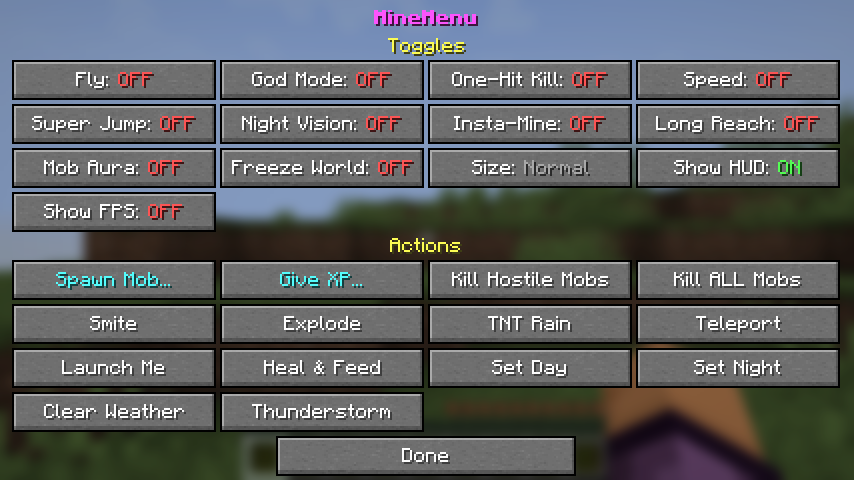 MineMenu
Toggles
Fly: OFF
God Mode: OFF
One-Hit Kill: OFF
Speed: OFF
Super Jump: OFF
Night Vision: OFF
Insta-Mine: OFF
Long Reach: OFF
Mob Aura: OFF
Freeze World: OFF
Size: Normal
Show HUD: ON
Show FPS: OFF
Actions
Spawn Mob...
Give XP...
Kill Hostile Mobs
Kill ALL Mobs
Smite
Explode
TNT Rain
Teleport
Launch Me
Heal & Feed
Set Day
Set Night
Clear Weather
Thunderstorm
Done